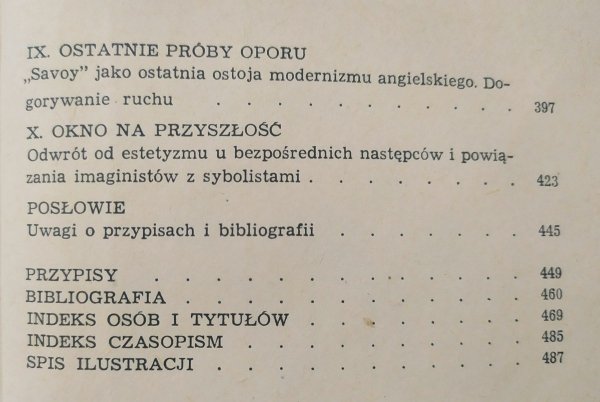 IX. OSTATNIE PRÓBY OPORU
„Savoy” jako ostatnia ostoja modernizmu angielskiego. Do-
gorywanie ruchu . . . . . . . . . . . 397
X. OKNO NA PRZYSZŁOŚĆ
Odwrót od estetyzmu u bezpośrednich następców i powią-
zania imaginistów z sybolistami . . . . . . . . 423
POSŁOWIE
Uwagi o przypisach i bibliografii . . . . . . . 445
PRZYPISY . . . . . . . . . . . . . 449
BIBLIOGRAFIA . . . . . . . . . . . . 460
INDEKS OSÓB I TYTUŁÓW . . . . . . . . 469
INDEKS CZASOPISM . . . . . . . . . . 485
SPIS ILUSTRACJI . . . . . . . . . . . 487